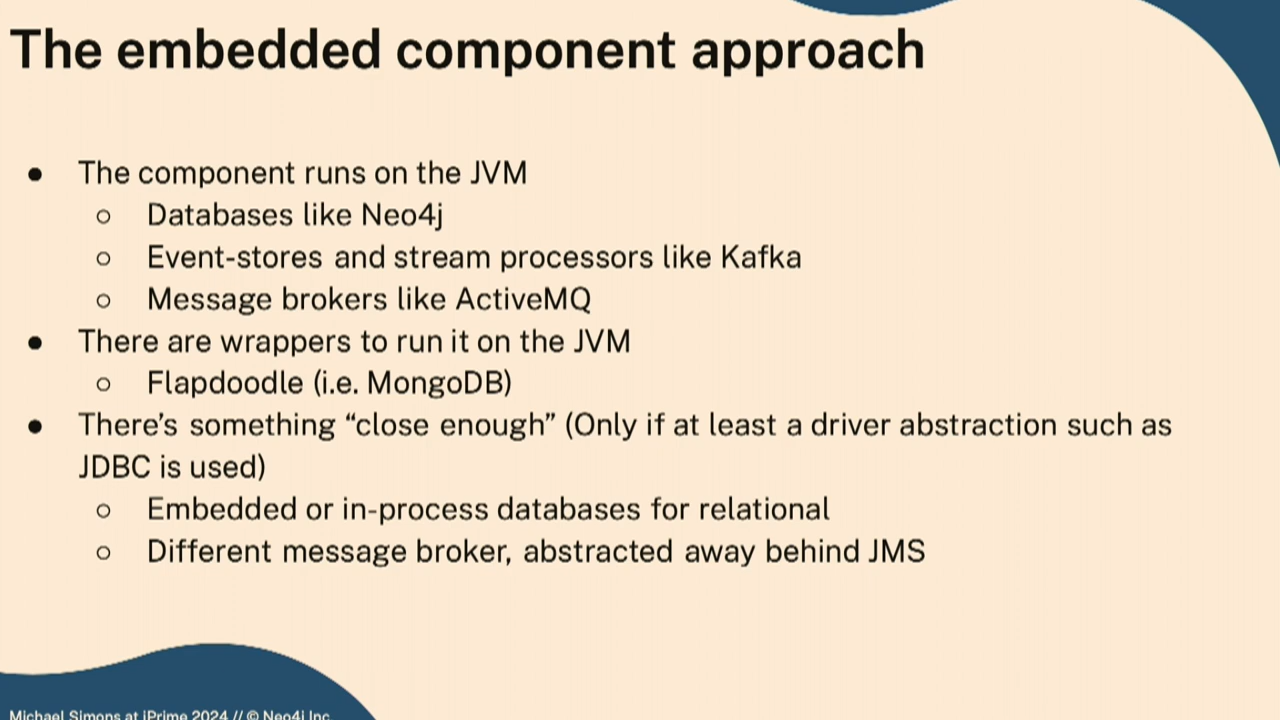 The embedded component approach
● The component runs on the JVM
○ Databases like Neo4j
○ Event-stores and stream processors like Kafka
○ Message brokers like ActiveMQ
● There are wrappers to run it on the JVM
○ Flapdoodle (i.e. MongoDB)
● There’s something “close enough” (Only if at least a driver abstraction such as
JDBC is used)
○ Embedded or in-process databases for relational
○ Different message broker, abstracted away behind JMS
Michael Simons at iPrime 2024 // © Neo4j Inc.